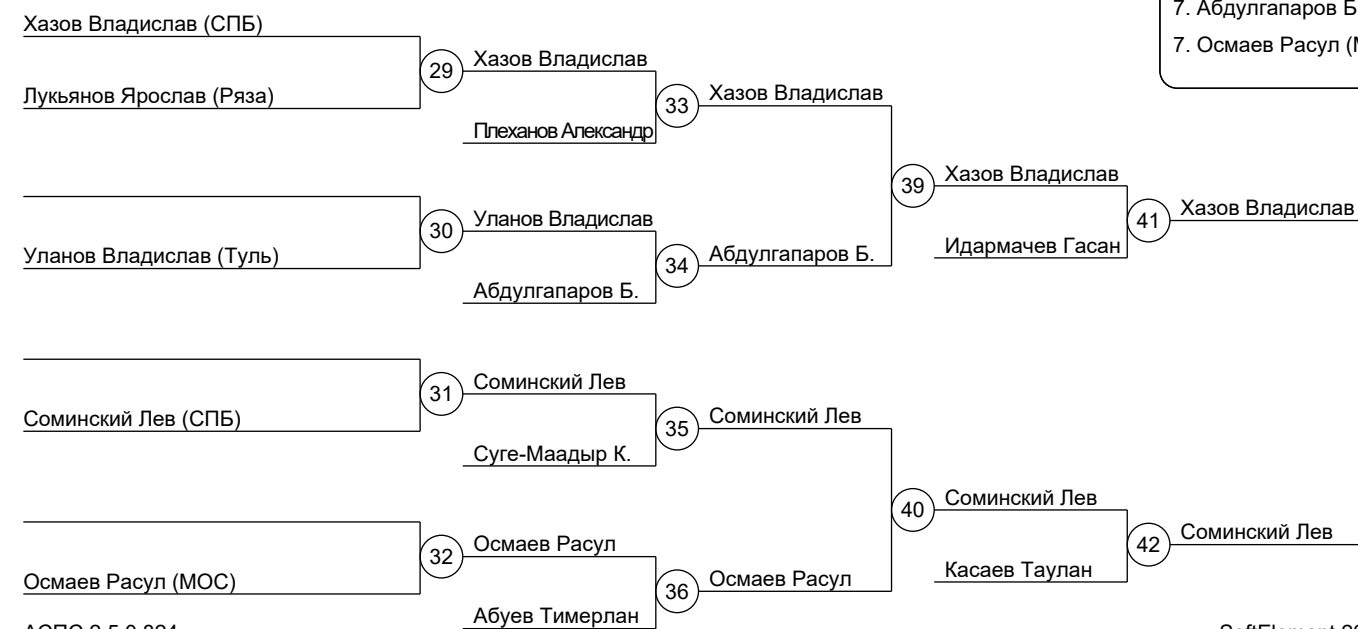 7. Абдулгапаров Б
7. Осмаев Расул (
Хазов Владислав (СПБ)
29
Хазов Владислав
Лукьянов Ярослав (Ряза)
33
Хазов Владислав
Плеханов Александр
39
Хазов Владислав
30
Уланов Владислав
Уланов Владислав (Туль)
34
Абдулгапаров Б.
Абдулгапаров Б.
Идармачев Гасан
41
Хазов Владислав
31
Соминский Лев
Соминский Лев (СПБ)
35
Соминский Лев
Суге-Маадыр К.
40
Соминский Лев
32
Осмаев Расул
Осмаев Расул (МОС)
36
Осмаев Расул
Абуев Тимерлан
Касаев Таулан
42
Соминский Лев